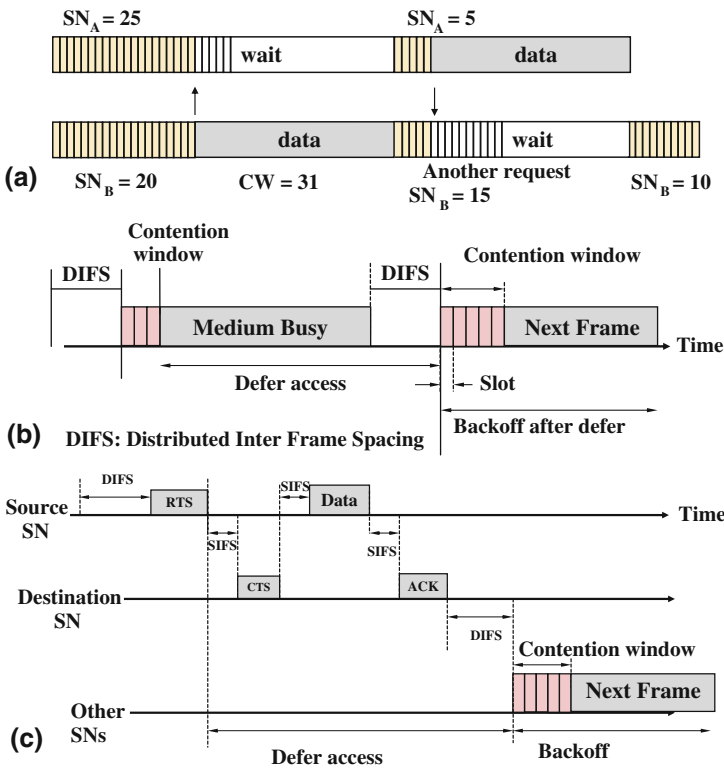 SN_A = 25
SN_A = 5
wait
data
data
wait
(a)
SN_B = 20
CW = 31
Another request
SN_B = 15
SN_B = 10
Contention window
Contention window
DIFS
DIFS
Medium Busy
Next Frame
Time
Defer access
Slot
Backoff after defer
(b)
DIFS: Distributed Inter Frame Spacing
DIFS
SIFS
RTS
Data
Source SN
Time
SIFS
SIFS
CTS
ACK
Destination SN
DIFS
Contention window
Next Frame
Other SNs
(c)
Defer access
Backoff